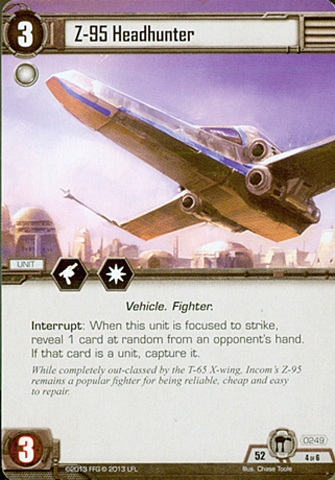 3 Z-95 Headhunter
UNIT
Vehicle. Fighter.
Interrupt: When this unit is focused to strike,
reveal 1 card at random from an opponent's hand.
If that card is a unit, capture it.
While completely out-classed by the T-65 X-wing, Incom's Z-95
remains a popular fighter for being reliable, cheap and easy
to repair.
3
52
0249
4 OF 6
©2013 FFG © 2013 LFL
Illus. Chase Toole